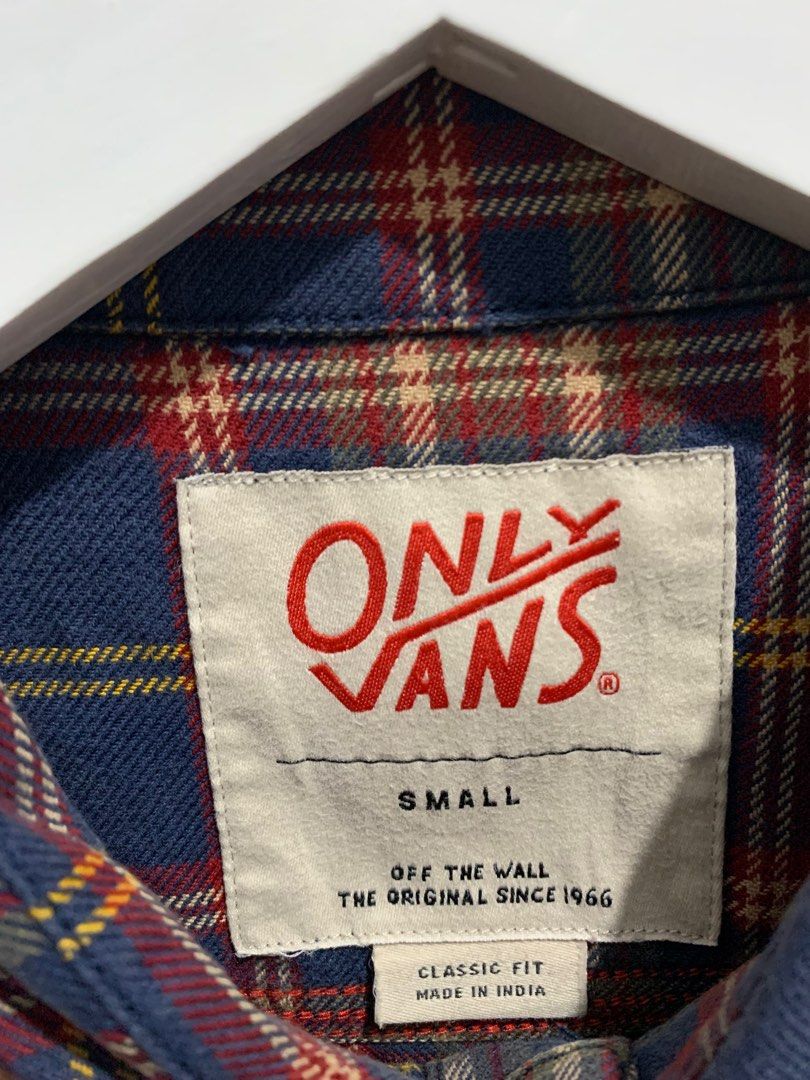 ONLY
VANS®
SMALL
OFF THE WALL
THE ORIGINAL SINCE 1966
CLASSIC FIT
MADE IN INDIA